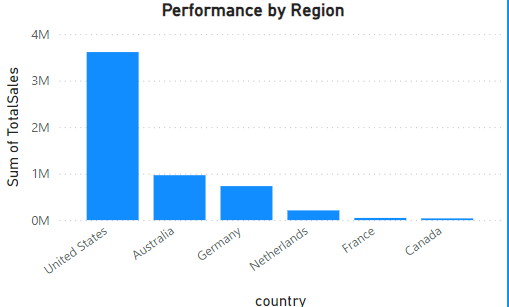 Performance by Region
4M
3M
2M
1M
0M
Sum of TotalSales
United States
Australia
Germany
Netherlands
France
Canada
country